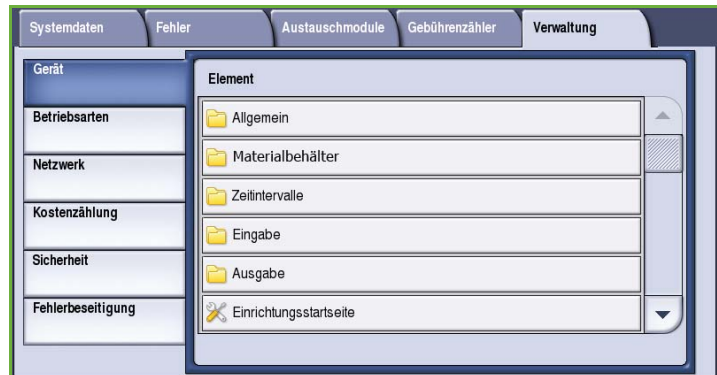 Systemdaten
Fehler
Austauschmodule
Gebührenzähler
Verwaltung
Gerät
Betriebsarten
Netzwerk
Kostenzählung
Sicherheit
Fehlerbeseitigung
Element
Allgemein
Materialbehälter
Zeitintervalle
Eingabe
Ausgabe
Einrichtungsstartseite